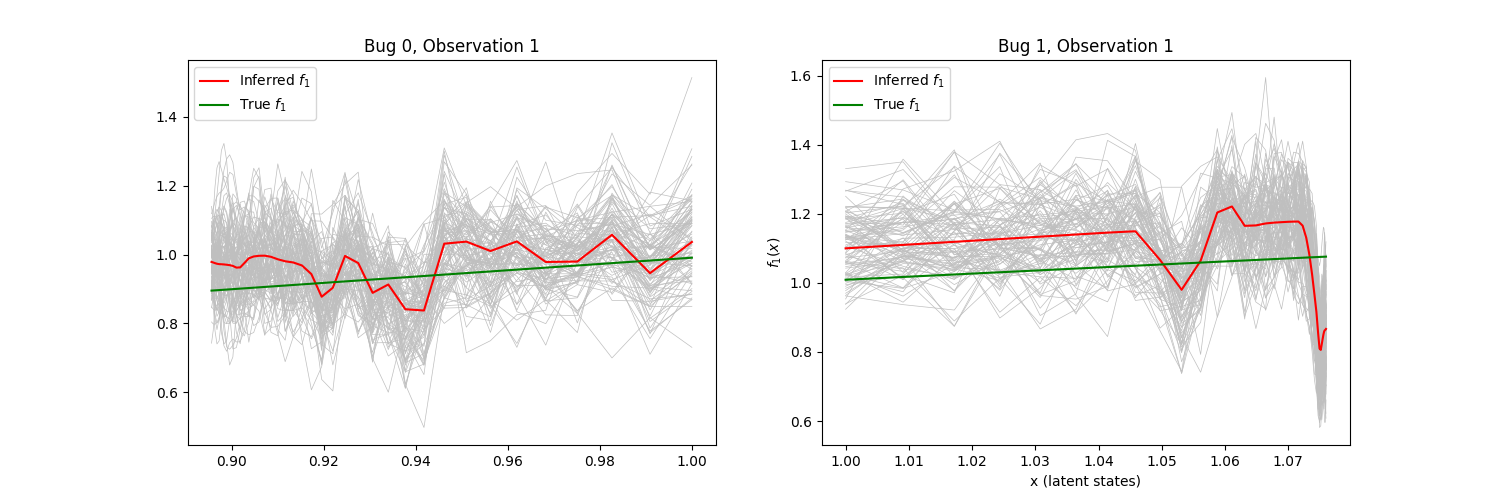 Bug 0, Observation 1
Inferred f₁
True f₁
1.4
1.2
1.0
0.8
0.6
0.90 0.92 0.94 0.96 0.98 1.00
Bug 1, Observation 1
Inferred f₁
True f₁
f₁(x)
1.6
1.4
1.2
1.0
0.8
0.6
1.00 1.01 1.02 1.03 1.04 1.05 1.06 1.07
x (latent states)